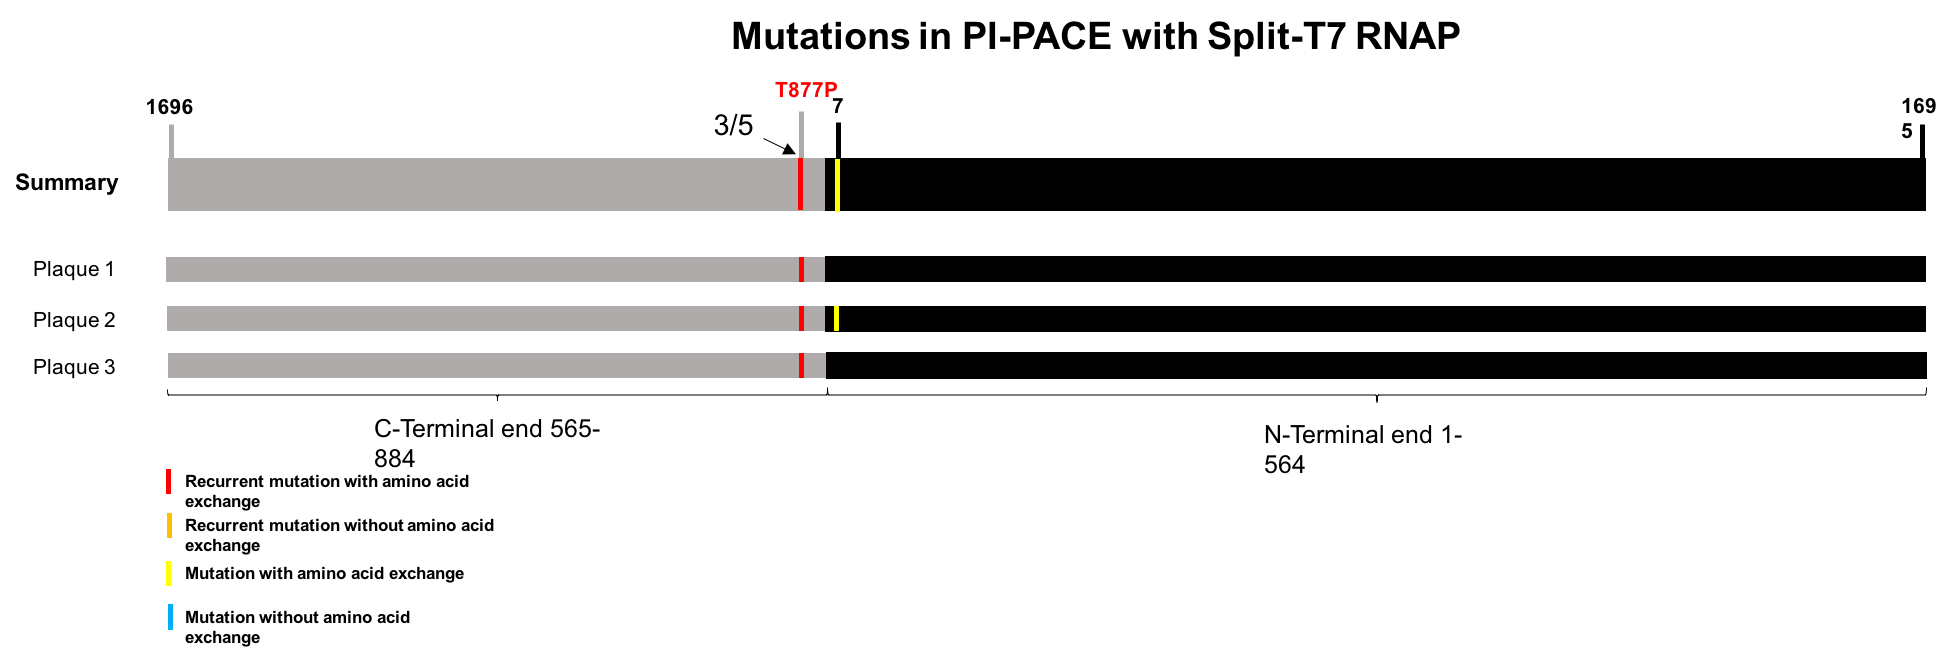 Mutations in PI-PACE with Split-T7 RNAP
T877P
1696
7
169
5
3/5
Summary
Plaque 1
Plaque 2
Plaque 3
C-Terminal end 565-
884
N-Terminal end 1-
564
Recurrent mutation with amino acid
exchange
Recurrent mutation without amino acid
exchange
Mutation with amino acid exchange
Mutation without amino acid
exchange